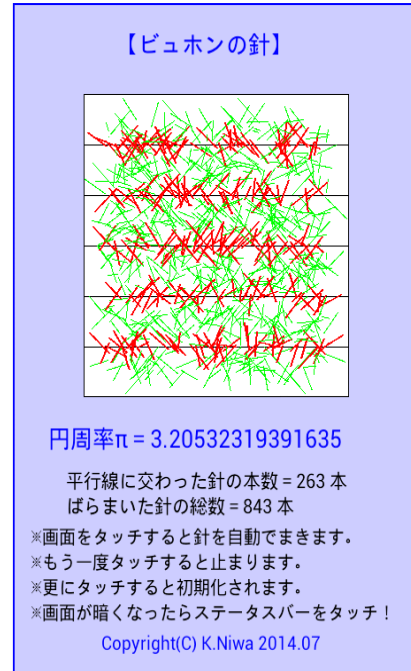 【ビュホンの針】
円周率π = 3.20532319391635
平行線に交わった針の本数 = 263 本
ばらまいた針の総数 = 843 本
※画面をタッチすると針を自動でまきます。
※もう一度タッチすると止まります。
※更にタッチすると初期化されます。
※画面が暗くなったらステータスバーをタッチ！
Copyright(C) K.Niwa 2014.07